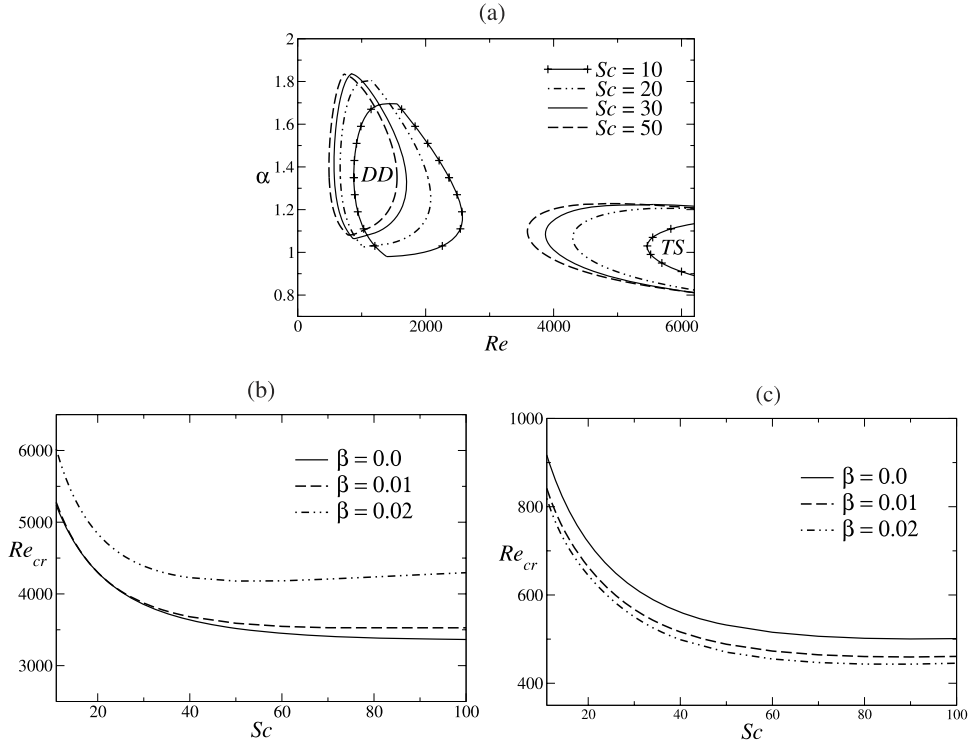 (a)
2
1.8
1.6
1.4
1.2
1
0.8
α
Sc = 10
Sc = 20
Sc = 30
Sc = 50
DD
TS
0 2000 4000 6000
Re
(b)
6000
5000
4000
3000
Re_cr
β = 0.0
β = 0.01
β = 0.02
20 40 60 80 100
Sc
(c)
1000
800
600
400
Re_cr
β = 0.0
β = 0.01
β = 0.02
20 40 60 80 100
Sc